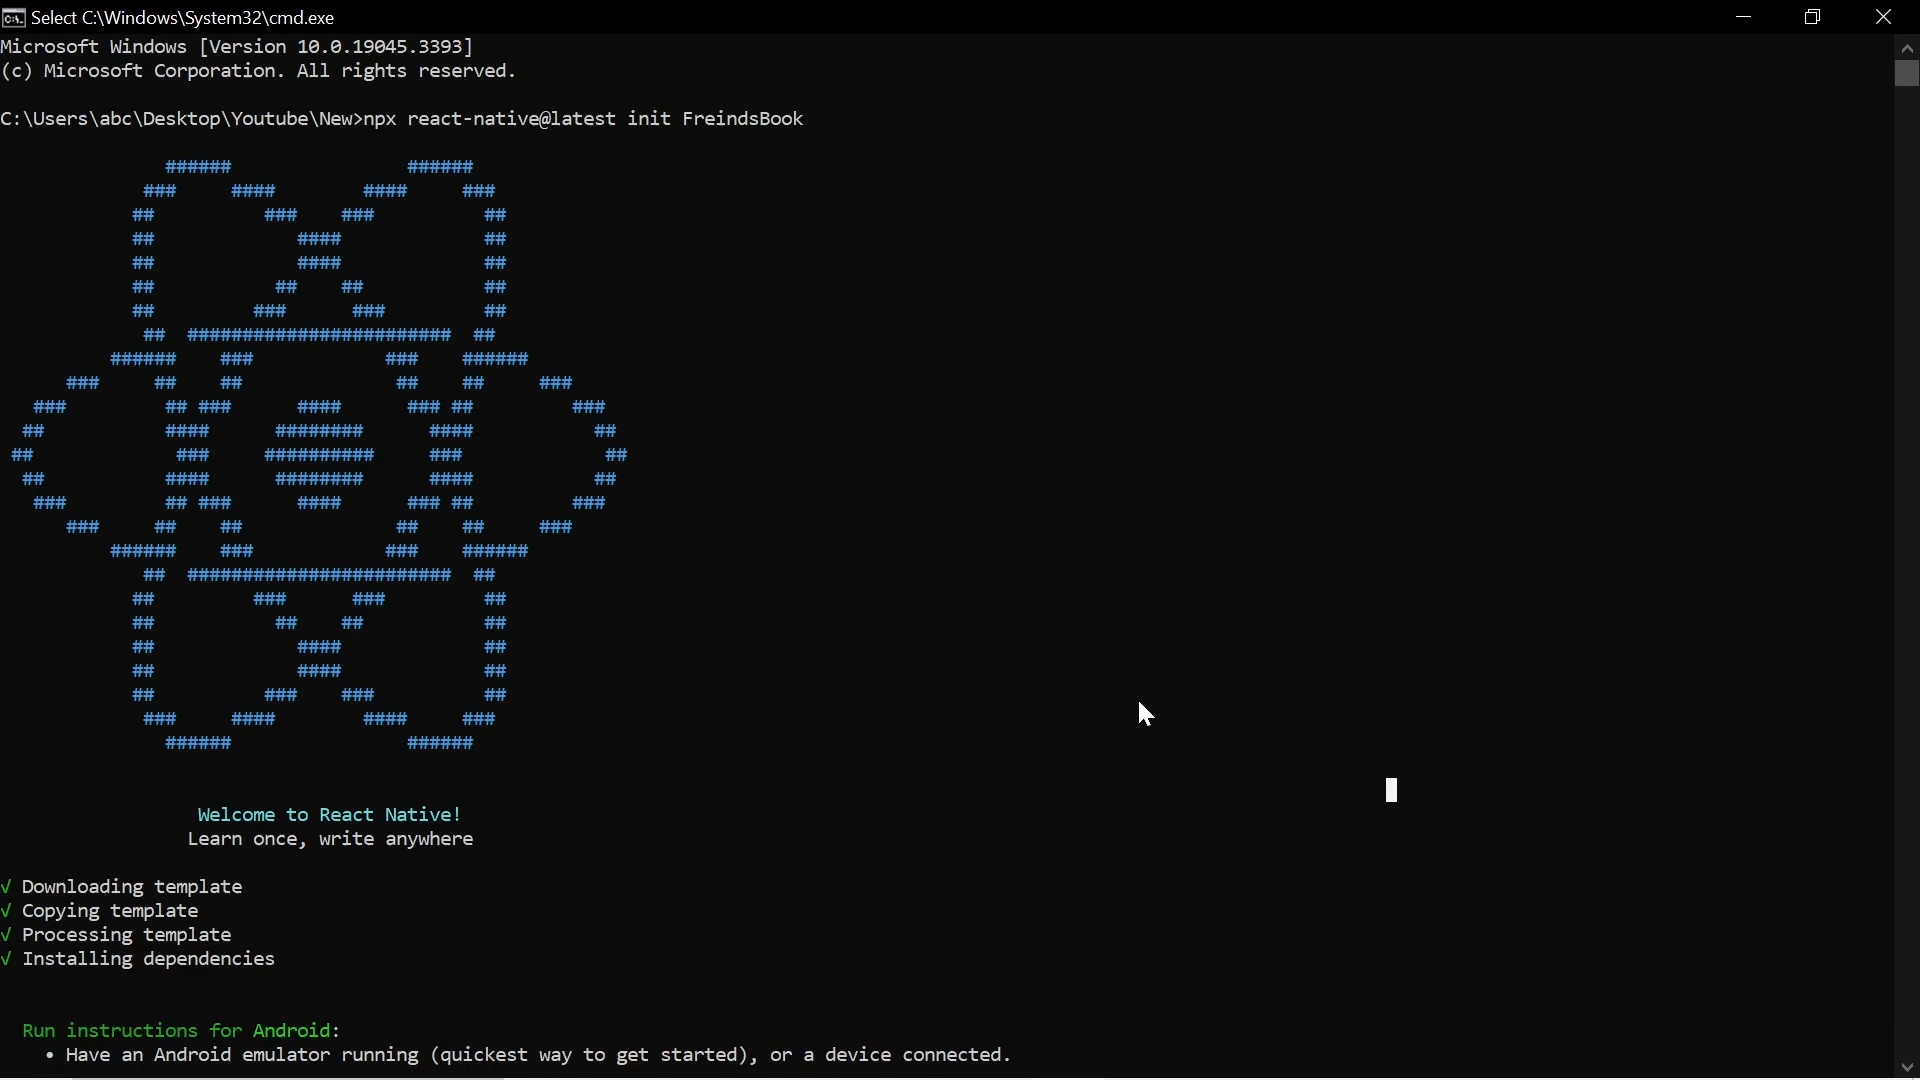 Select C:\Windows\System32\cmd.exe
Microsoft Windows [Version 10.0.19045.3393]
(c) Microsoft Corporation. All rights reserved.
C:\Users\abc\Desktop\Youtube\New>npx react-native@latest init FreindsBook
Welcome to React Native!
Learn once, write anywhere
√ Downloading template
√ Copying template
√ Processing template
√ Installing dependencies
Run instructions for Android:
• Have an Android emulator running (quickest way to get started), or a device connected.